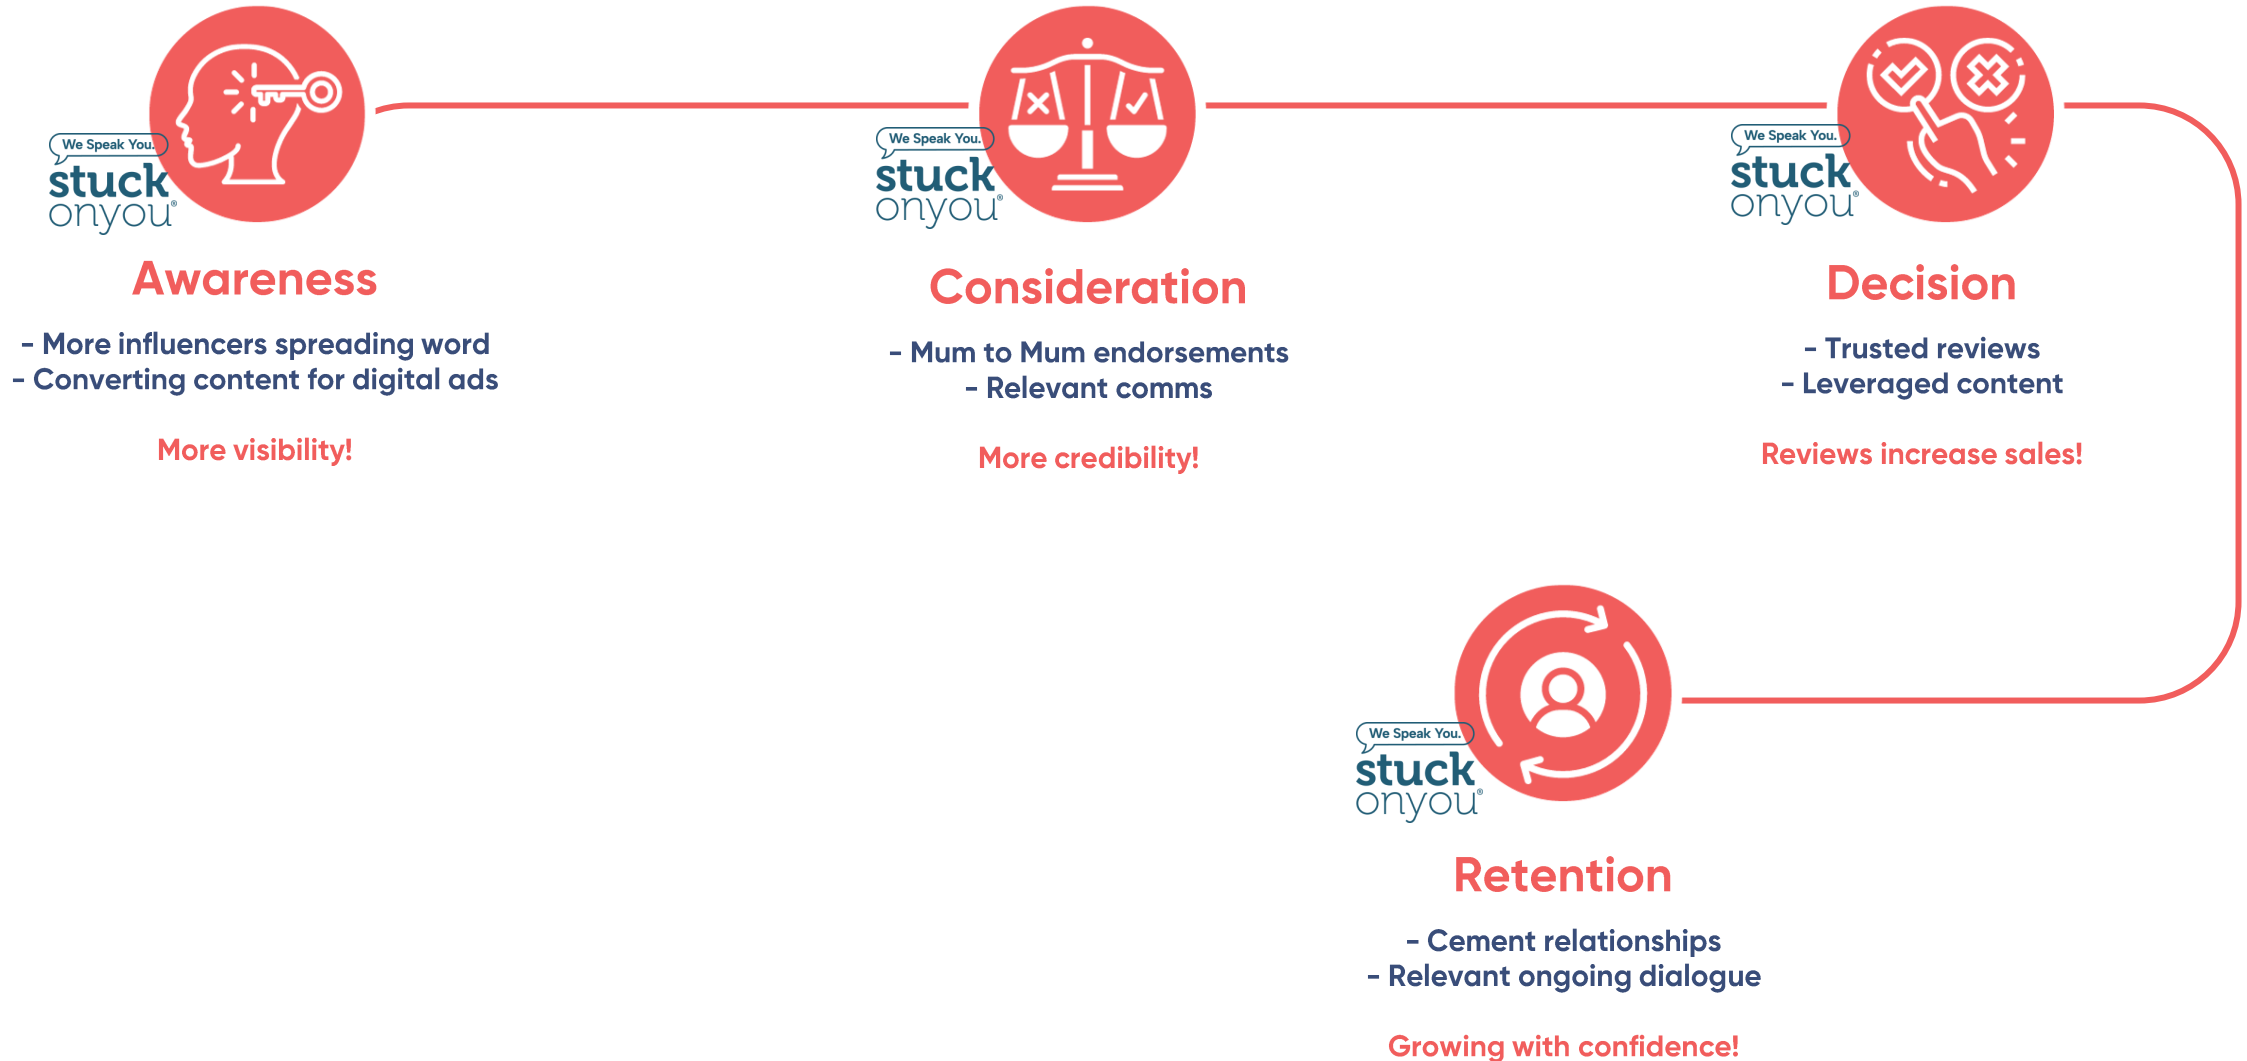 We Speak You.
stuck
onyou®
Awareness
- More influencers spreading word
- Converting content for digital ads
More visibility!
We Speak You.
stuck
onyou®
Consideration
- Mum to Mum endorsements
- Relevant comms
More credibility!
We Speak You.
stuck
onyou®
Decision
- Trusted reviews
- Leveraged content
Reviews increase sales!
We Speak You.
stuck
onyou®
Retention
- Cement relationships
- Relevant ongoing dialogue
Growing with confidence!